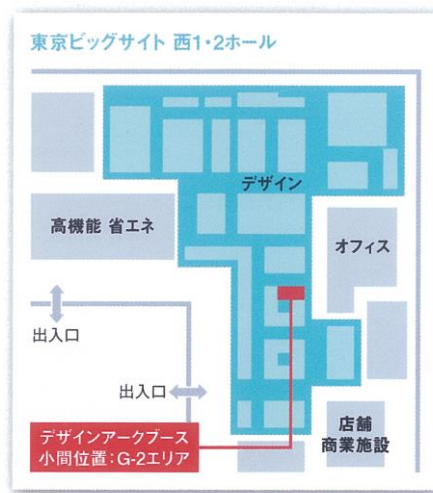 東京ビッグサイト 西1・2ホール
デザイン
高機能 省エネ
オフィス
出入口
出入口
デザインアークブース
小間位置：G-2エリア
店舗
商業施設